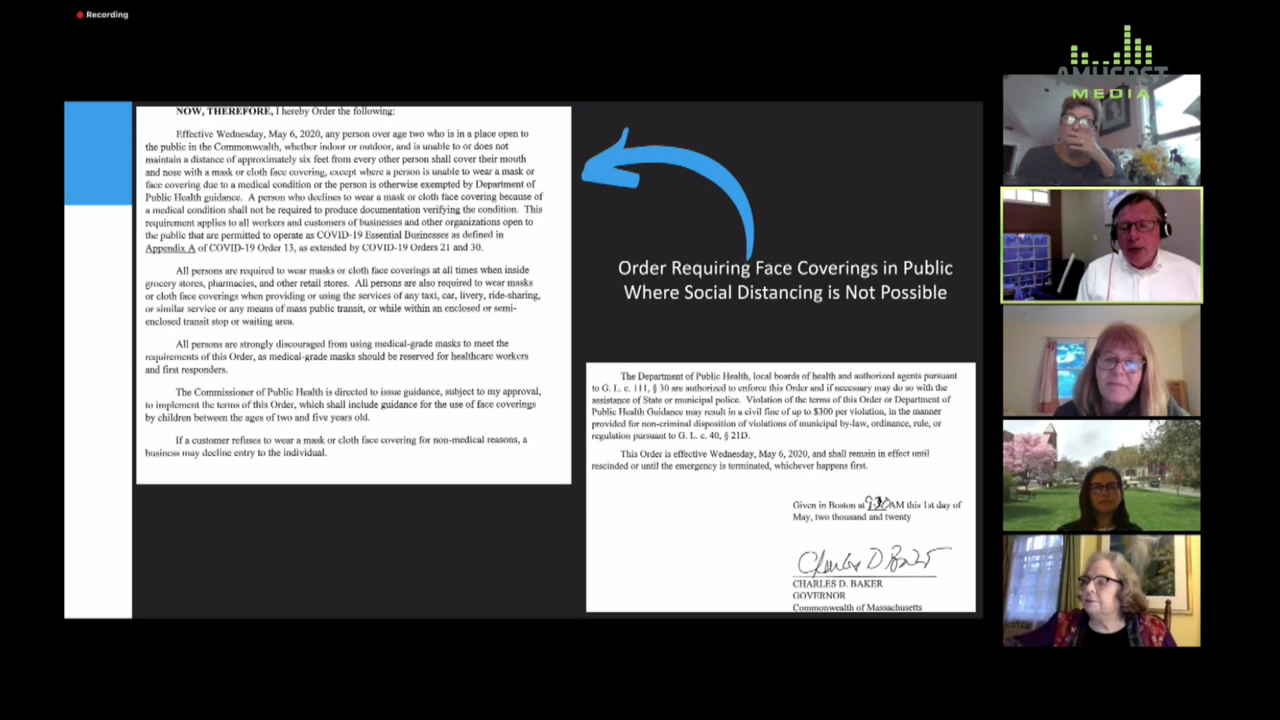 Recording
AMHERST
MEDIA
NOW, THEREFORE, I hereby Order the following:
Effective Wednesday, May 6, 2020, any person over age two who is in a place open to
the public in the Commonwealth, whether indoor or outdoor, and is unable to or does not
maintain a distance of approximately six feet from every other person shall cover their mouth
and nose with a mask or cloth face covering, except where a person is unable to wear a mask or
face covering due to a medical condition or the person is otherwise exempted by Department of
Public Health guidance. A person who declines to wear a mask or cloth face covering because of
a medical condition shall not be required to produce documentation verifying the condition. This
requirement applies to all workers and customers of businesses and other organizations open to
the public that are permitted to operate as COVID-19 Essential Businesses as defined in
Appendix A of COVID-19 Order 13, as extended by COVID-19 Orders 21 and 30.
All persons are required to wear masks or cloth face coverings at all times when inside
grocery stores, pharmacies, and other retail stores. All persons are also required to wear masks
or cloth face coverings when providing or using the services of any taxi, car, livery, ride-sharing,
or similar service or any means of mass public transit, or while within an enclosed or semi-
enclosed transit stop or waiting area.
All persons are strongly discouraged from using medical-grade masks to meet the
requirements of this Order, as medical-grade masks should be reserved for healthcare workers
and first responders.
The Commissioner of Public Health is directed to issue guidance, subject to my approval,
to implement the terms of this Order, which shall include guidance for the use of face coverings
by children between the ages of two and five years old.
If a customer refuses to wear a mask or cloth face covering for non-medical reasons, a
business may decline entry to the individual.
Order Requiring Face Coverings in Public
Where Social Distancing is Not Possible
The Department of Public Health, local boards of health and authorized agents pursuant
to G. L. c. 111, § 30 are authorized to enforce this Order and if necessary may do so with the
assistance of State or municipal police. Violation of the terms of this Order or Department of
Public Health Guidance may result in a civil fine of up to $300 per violation, in the manner
provided for non-criminal disposition of violations of municipal by-law, ordinance, rule, or
regulation pursuant to G. L. c. 40, § 21D.
This Order is effective Wednesday, May 6, 2020, and shall remain in effect until
rescinded or until the emergency is terminated, whichever happens first.
Given in Boston at 9:30 AM this 1st day of
May, two thousand and twenty
Charles D Baker
CHARLES D. BAKER
GOVERNOR
Commonwealth of Massachusetts